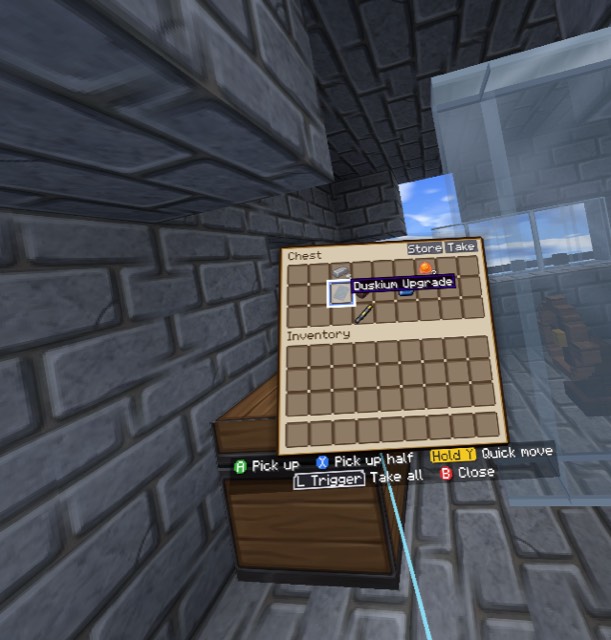 Chest
Store Take
Duskium Upgrade
Inventory
A Pick up X Pick up half Hold Y Quick move
L Trigger Take all B Close